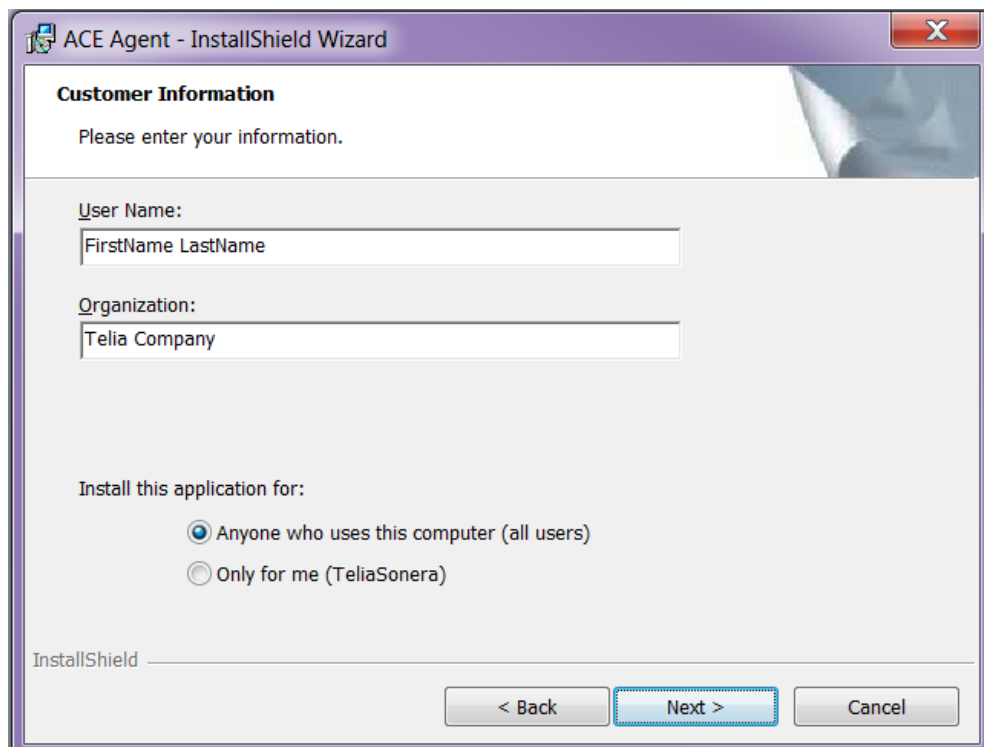 ACE Agent - InstallShield Wizard
Customer Information
Please enter your information.
User Name:
FirstName LastName
Organization:
Telia Company
Install this application for:
Anyone who uses this computer (all users)
Only for me (TeliaSonera)
InstallShield
< Back Next > Cancel